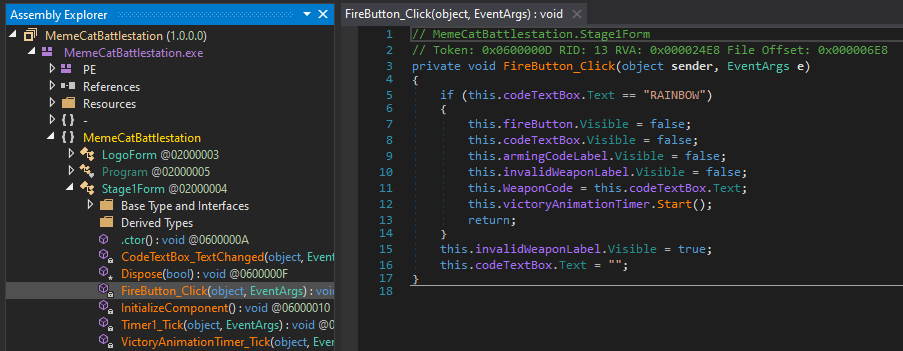 Assembly Explorer
MemeCatBattlestation (1.0.0.0)
MemeCatBattlestation.exe
PE
References
Resources
{ } -
{ } MemeCatBattlestation
LogoForm @02000003
Program @02000005
Stage1Form @02000004
Base Type and Interfaces
Derived Types
.ctor() : void @0600000A
CodeTextBox_TextChanged(object, Event
Dispose(bool) : void @0600000F
FireButton_Click(object, EventArgs) : voi
InitializeComponent() : void @06000010
Timer1_Tick(object, EventArgs) : void @0
VictoryAnimationTimer_Tick(object, Even
FireButton_Click(object, EventArgs) : void
1 // MemeCatBattlestation.Stage1Form
2 // Token: 0x0600000D RID: 13 RVA: 0x000024E8 File Offset: 0x000006E8
3 private void FireButton_Click(object sender, EventArgs e)
4 {
5 if (this.codeTextBox.Text == "RAINBOW")
6 {
7 this.fireButton.Visible = false;
8 this.codeTextBox.Visible = false;
9 this.armingCodeLabel.Visible = false;
10 this.invalidWeaponLabel.Visible = false;
11 this.WeaponCode = this.codeTextBox.Text;
12 this.victoryAnimationTimer.Start();
13 return;
14 }
15 this.invalidWeaponLabel.Visible = true;
16 this.codeTextBox.Text = "";
17 }
18